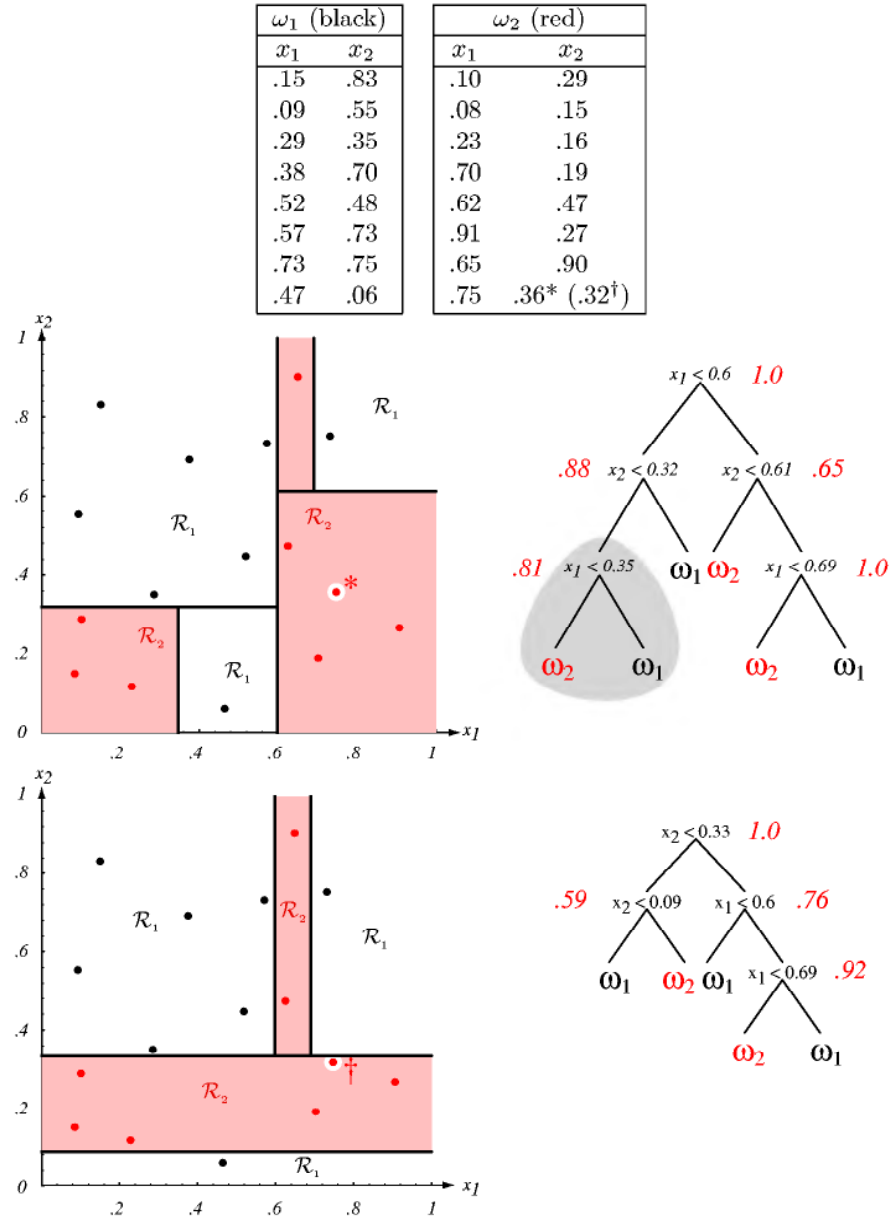 ω₁ (black) ω₂ (red)
x₁ x₂ x₁ x₂
.15 .83 .10 .29
.09 .55 .08 .15
.29 .35 .23 .16
.38 .70 .70 .19
.52 .48 .62 .47
.57 .73 .91 .27
.73 .75 .65 .90
.47 .06 .75 .36* (.32†)
x₂
1
.8
.6
.4
.2
0
R₁
R₁
R₂
*
R₂
R₁
.2 .4 .6 .8 1 x₁
x₁ < 0.6 1.0
.88 x₂ < 0.32 x₂ < 0.61 .65
.81 x₁ < 0.35 ω₁ ω₂ x₁ < 0.69 1.0
ω₂ ω₁ ω₂ ω₁
x₂
1
.8
.6
.4
.2
0
R₁ R₂ R₁
†
R₂
R₁
.2 .4 .6 .8 1 x₁
x₂ < 0.33 1.0
.59 x₂ < 0.09 x₁ < 0.6 .76
ω₁ ω₂ ω₁ x₁ < 0.69 .92
ω₂ ω₁